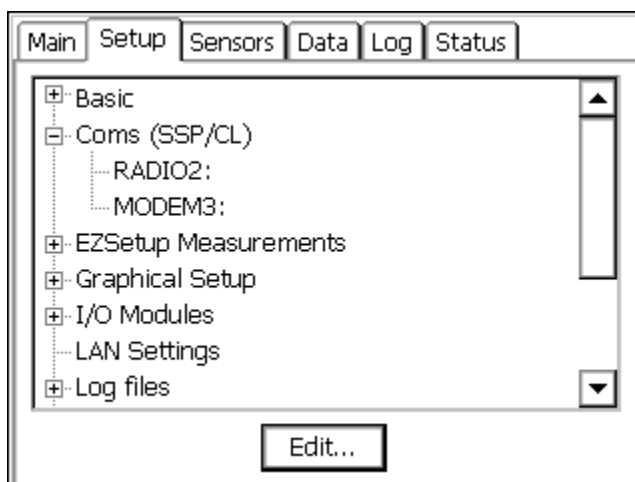 Main Setup Sensors Data Log Status
Basic
Coms (SSP/CL)
RADIO2:
MODEM3:
EZSetup Measurements
Graphical Setup
I/O Modules
LAN Settings
Log files
Edit...